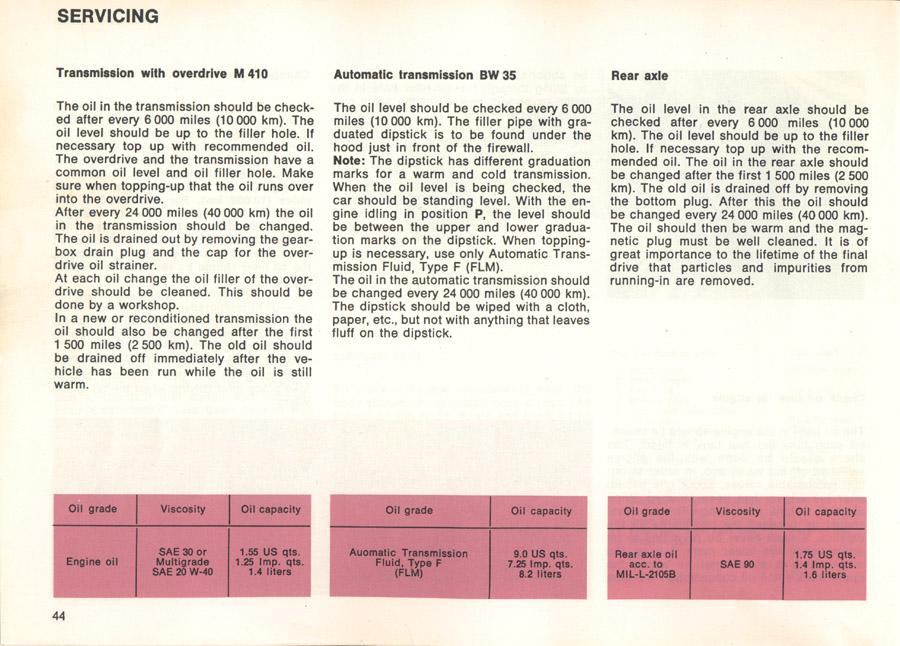 SERVICING
Transmission with overdrive M 410
The oil in the transmission should be check-
ed after every 6 000 miles (10 000 km). The
oil level should be up to the filler hole. If
necessary top up with recommended oil.
The overdrive and the transmission have a
common oil level and oil filler hole. Make
sure when topping-up that the oil runs over
into the overdrive.
After every 24 000 miles (40 000 km) the oil
in the transmission should be changed.
The oil is drained out by removing the gear-
box drain plug and the cap for the over-
drive oil strainer.
At each oil change the oil filler of the over-
drive should be cleaned. This should be
done by a workshop.
In a new or reconditioned transmission the
oil should also be changed after the first
1 500 miles (2 500 km). The old oil should
be drained off immediately after the ve-
hicle has been run while the oil is still
warm.
Oil grade
Viscosity
Oil capacity
Engine oil
SAE 30 or
Multigrade
SAE 20 W-40
1.55 US qts.
1.25 Imp. qts.
1.4 liters
Automatic transmission BW 35
The oil level should be checked every 6 000
miles (10 000 km). The filler pipe with gra-
duated dipstick is to be found under the
hood just in front of the firewall.
Note: The dipstick has different graduation
marks for a warm and cold transmission.
When the oil level is being checked, the
car should be standing level. With the en-
gine idling in position P, the level should
be between the upper and lower gradua-
tion marks on the dipstick. When topping-
up is necessary, use only Automatic Trans-
mission Fluid, Type F (FLM).
The oil in the automatic transmission should
be changed every 24 000 miles (40 000 km).
The dipstick should be wiped with a cloth,
paper, etc., but not with anything that leaves
fluff on the dipstick.
Oil grade
Oil capacity
Auomatic Transmission
Fluid, Type F
(FLM)
9.0 US qts.
7.25 Imp. qts.
8.2 liters
Rear axle
The oil level in the rear axle should be
checked after every 6 000 miles (10 000
km). The oil level should be up to the filler
hole. If necessary top up with the recom-
mended oil. The oil in the rear axle should
be changed after the first 1 500 miles (2 500
km). The old oil is drained off by removing
the bottom plug. After this the oil should
be changed every 24 000 miles (40 000 km).
The oil should then be warm and the mag-
netic plug must be well cleaned. It is of
great importance to the lifetime of the final
drive that particles and impurities from
running-in are removed.
Oil grade
Viscosity
Oil capacity
Rear axle oil
acc. to
MIL-L-2105B
SAE 90
1.75 US qts.
1.4 Imp. qts.
1.6 liters
44